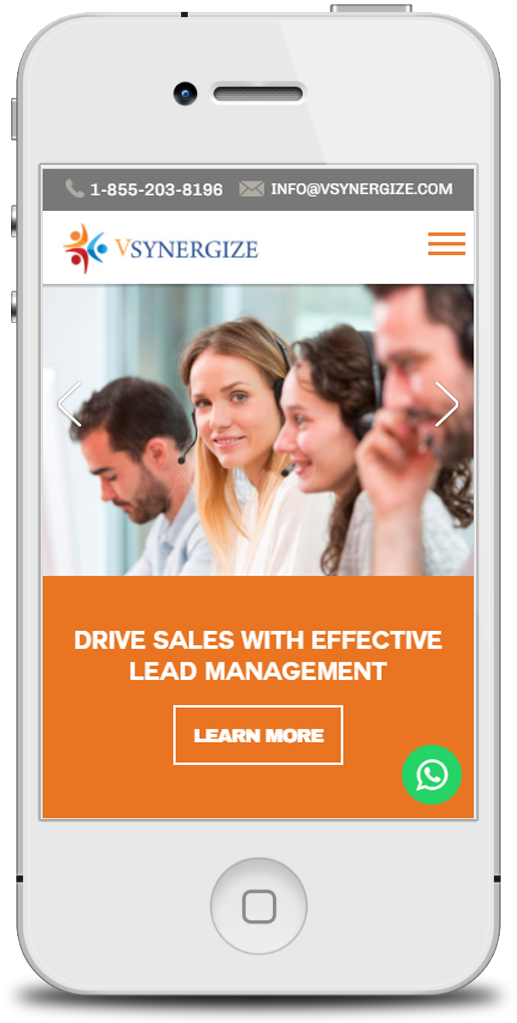 1-855-203-8196 INFO@VSYNERGIZE.COM
VSYNERGIZE
DRIVE SALES WITH EFFECTIVE
LEAD MANAGEMENT
LEARN MORE